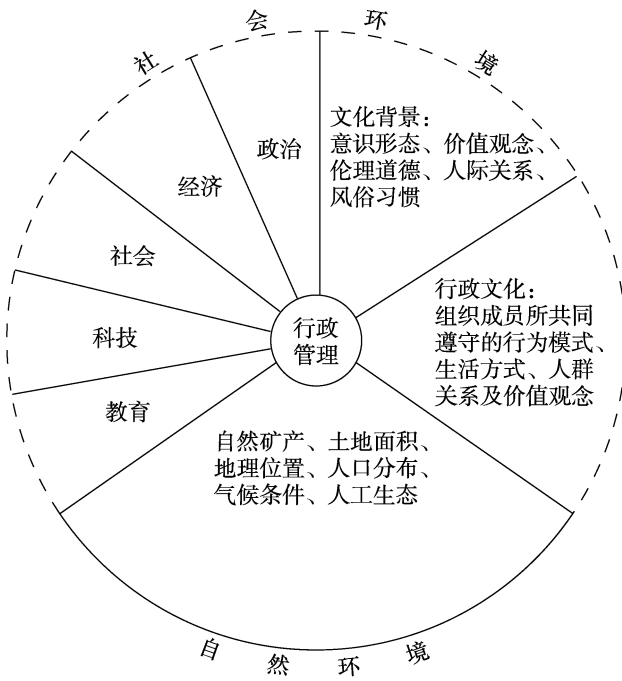 社会环境
政治
经济
社会
科技
教育
文化背景：
意识形态、价值观念、
伦理道德、人际关系、
风俗习惯
行政文化：
组织成员所共同
遵守的行为模式、
生活方式、人群
关系及价值观念
行政
管理
自然矿产、土地面积、
地理位置、人口分布、
气候条件、人工生态
自然环境